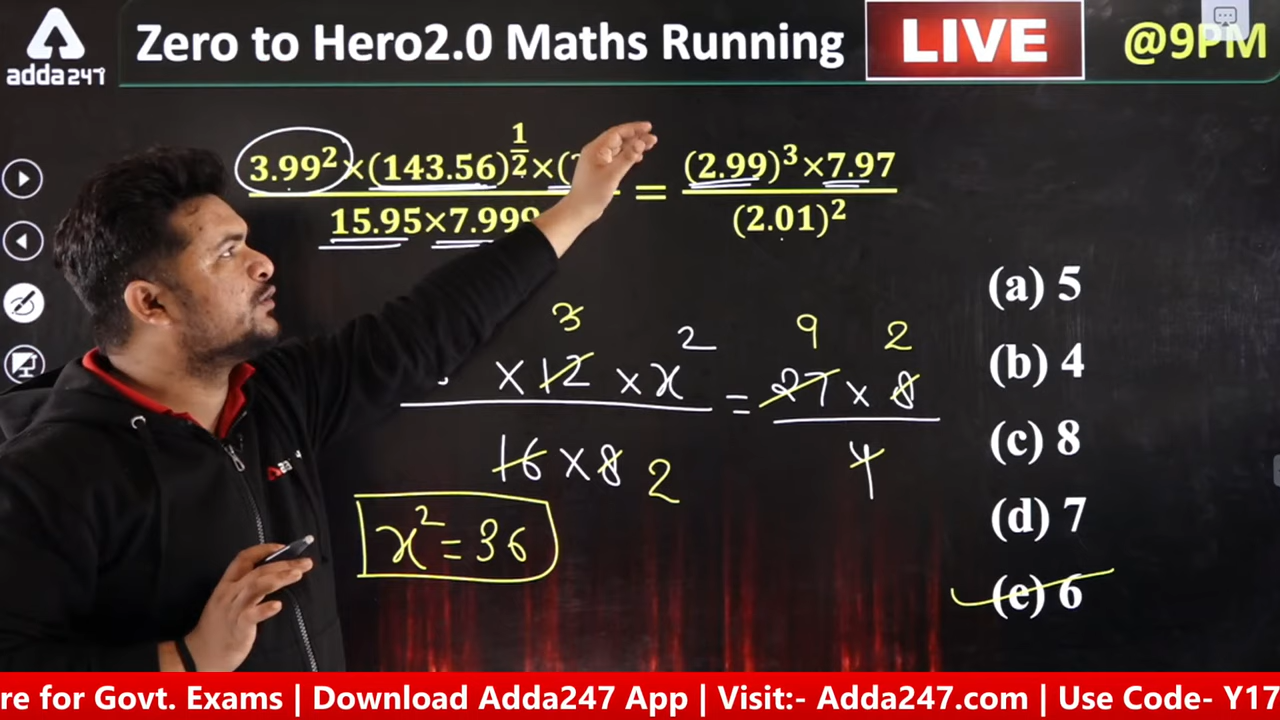 adda247
Zero to Hero2.0 Maths Running LIVE @9PM
3.99² × (143.56)^½ × (
15.95×7.999
= (2.99)³ × 7.97
(2.01)²
(a) 5
(b) 4
(c) 8
(d) 7
(e) 6
3 2 9 2
× 12 × x = 27 × 8
16 × 8 2 4
x² = 36
re for Govt. Exams | Download Adda247 App | Visit:- Adda247.com | Use Code- Y17